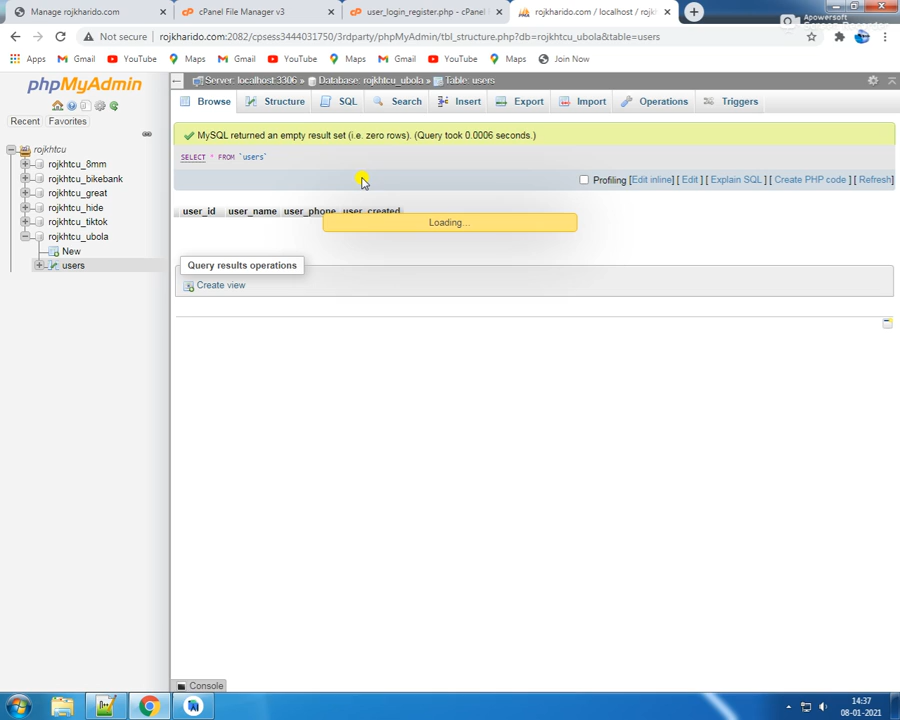 Manage rojkharido.com
cPanel File Manager v3
user_login_register.php - cPanel
rojkharido.com / localhost / rojk
Not secure
rojkharido.com:2082/cpsess3444031750/3rdparty/phpMyAdmin/tbl_structure.php?db=rojkhtcu_ubola&table=users
Apowersoft
Apps
Gmail
YouTube
Maps
Gmail
YouTube
Maps
Gmail
YouTube
Maps
Join Now
phpMyAdmin
Recent
Favorites
rojkhtcu
rojkhtcu_8mm
rojkhtcu_bikebank
rojkhtcu_great
rojkhtcu_hide
rojkhtcu_tiktok
rojkhtcu_ubola
New
users
Server: localhost:3306 » Database: rojkhtcu_ubola » Table: users
Browse
Structure
SQL
Search
Insert
Export
Import
Operations
Triggers
MySQL returned an empty result set (i.e. zero rows). (Query took 0.0006 seconds.)
SELECT * FROM `users`
Profiling [Edit inline] [ Edit ] [ Explain SQL ] [ Create PHP code ] [ Refresh]
user_id user_name user_phone user_created
Loading...
Query results operations
Create view
Console
14:37
08-01-2021